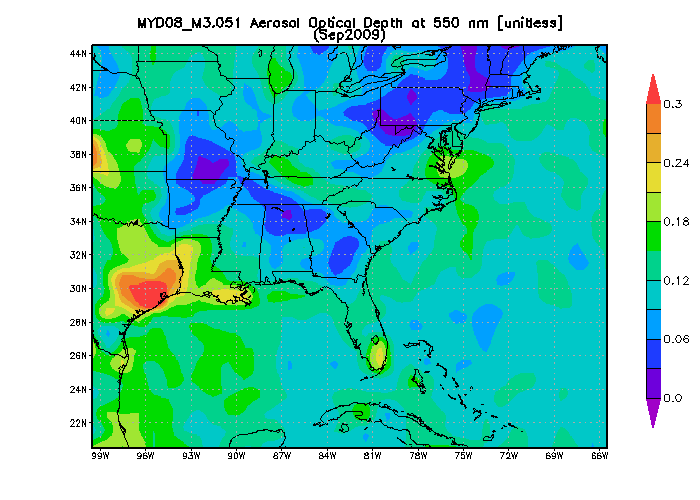 MYD08_M3.051 Aerosol Optical Depth at 550 nm [unitless]
(Sep2009)
44N
42N
40N
38N
36N
34N
32N
30N
28N
26N
24N
22N
99W 96W 93W 90W 87W 84W 81W 78W 75W 72W 69W 66W
0.3
0.24
0.18
0.12
0.06
0.0